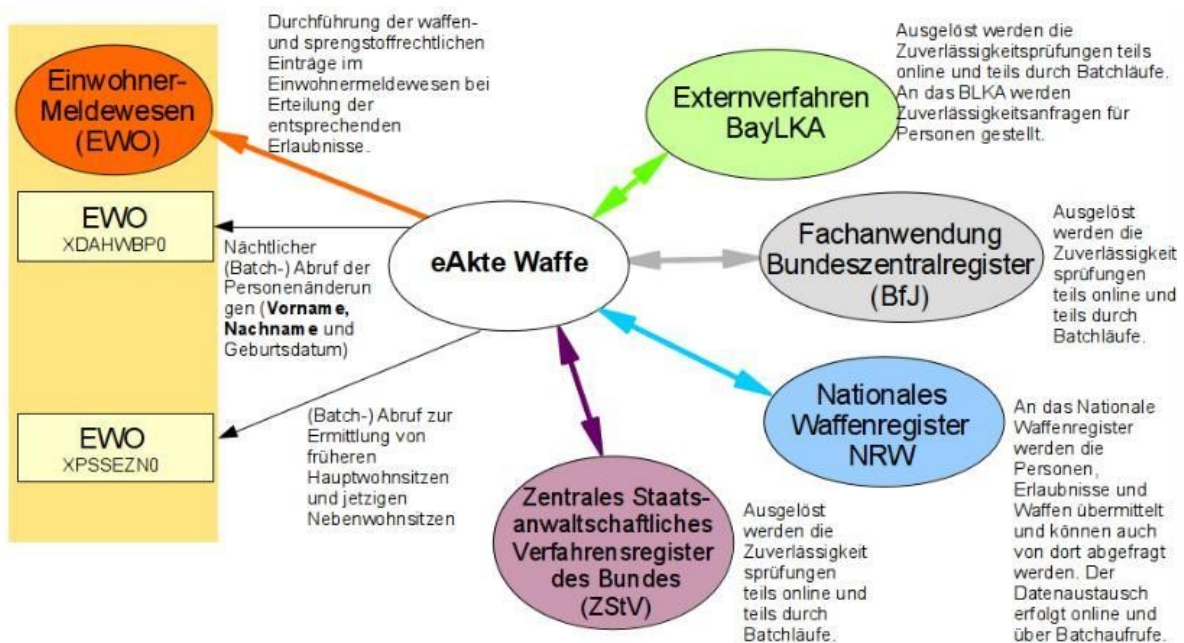 Einwohner-
Meldewesen
(EWO)
Durchführung der waffen-
und sprengstoffrechtlichen
Einträge im
Einwohnermeldewesen bei
Erteilung der
entsprechenden
Erlaubnisse.
Externverfahren
BayLKA
Ausgelöst werden die
Zuverlässigkeitsprüfungen teils
online und teils durch Batchläufe.
An das BLKA werden
Zuverlässigkeitsanfragen für
Personen gestellt.
EWO
XDAHWBP0
Nächtlicher
(Batch-) Abruf der
Personenänderun
gen (Vorname,
Nachname und
Geburtsdatum)
eAkte Waffe
Fachanwendung
Bundeszentralregister
(BfJ)
Ausgelöst
werden die
Zuverlässigkeit
sprüfungen
teils online und
teils durch
Batchläufe.
EWO
XPSSEZN0
(Batch-) Abruf zur
Ermittlung von
früheren
Hauptwohnsitzen
und jetzigen
Nebenwohnsitzen
Nationales
Waffenregister
NRW
An das Nationale
Waffenregister
werden die
Personen,
Erlaubnisse und
Waffen übermittelt
und können auch
von dort abgefragt
werden. Der
Datenaustausch
erfolgt online und
über Batchaufrufe.
Zentrales Staats-
anwaltschaftliches
Verfahrensregister
des Bundes
(ZStV)
Ausgelöst
werden die
Zuverlässigkeit
sprüfungen
teils online und
teils durch
Batchläufe.